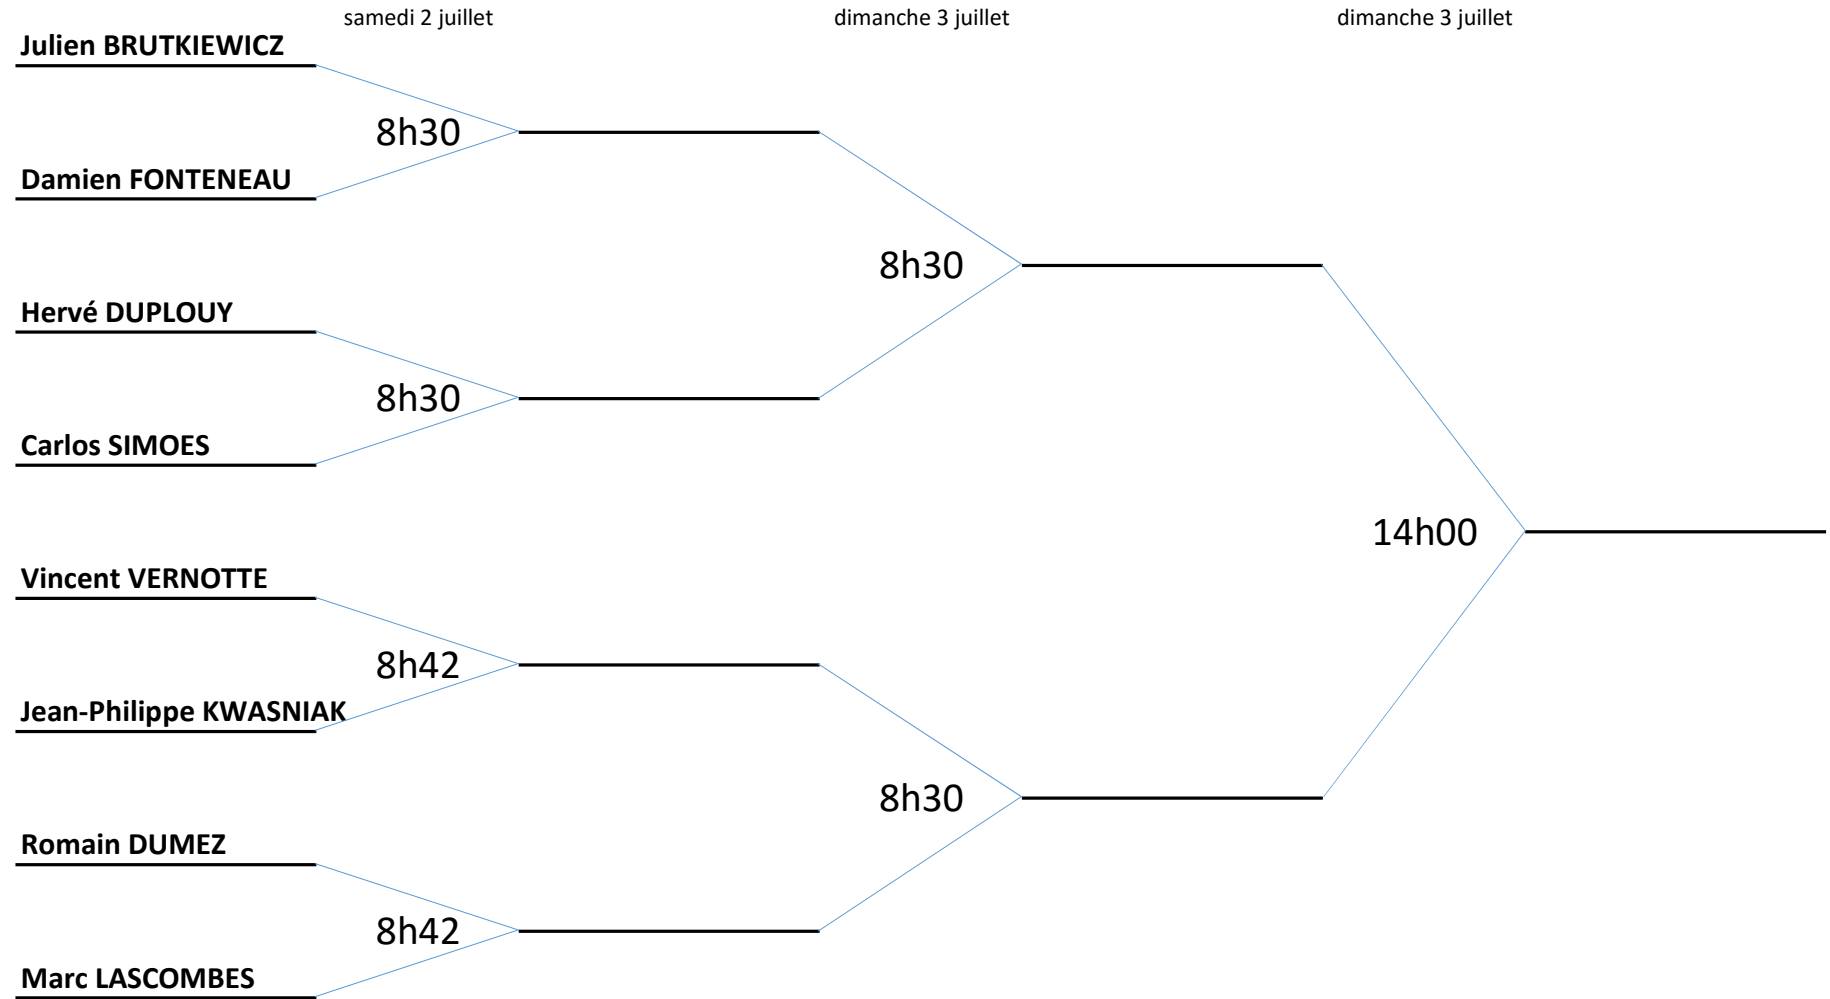 samedi 2 juillet
dimanche 3 juillet
dimanche 3 juillet
Julien BRUTKIEWICZ
8h30
Damien FONTENEAU
8h30
Hervé DUPLOUY
8h30
Carlos SIMOES
14h00
Vincent VERNOTTE
8h42
Jean-Philippe KWASNIAK
8h30
Romain DUMEZ
8h42
Marc LASCOMBES